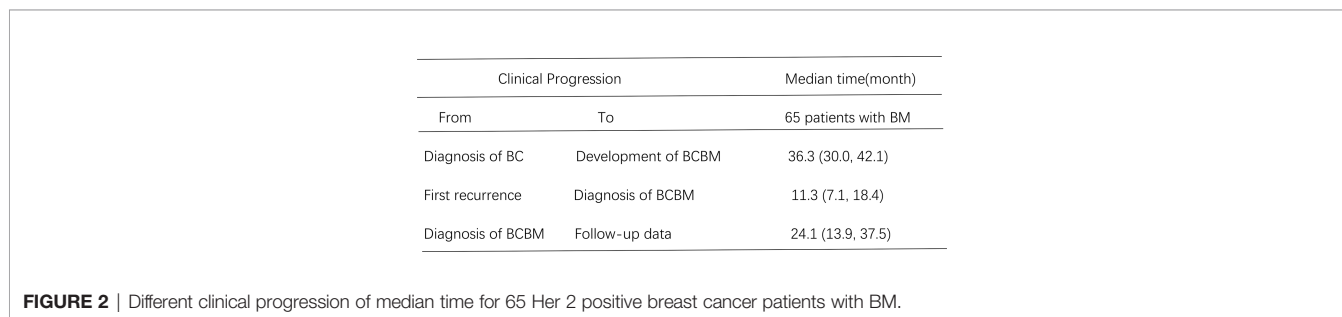 Clinical Progression Median time(month)
From To 65 patients with BM
Diagnosis of BC Development of BCBM 36.3 (30.0, 42.1)
First recurrence Diagnosis of BCBM 11.3 (7.1, 18.4)
Diagnosis of BCBM Follow-up data 24.1 (13.9, 37.5)
FIGURE 2 | Different clinical progression of median time for 65 Her 2 positive breast cancer patients with BM.